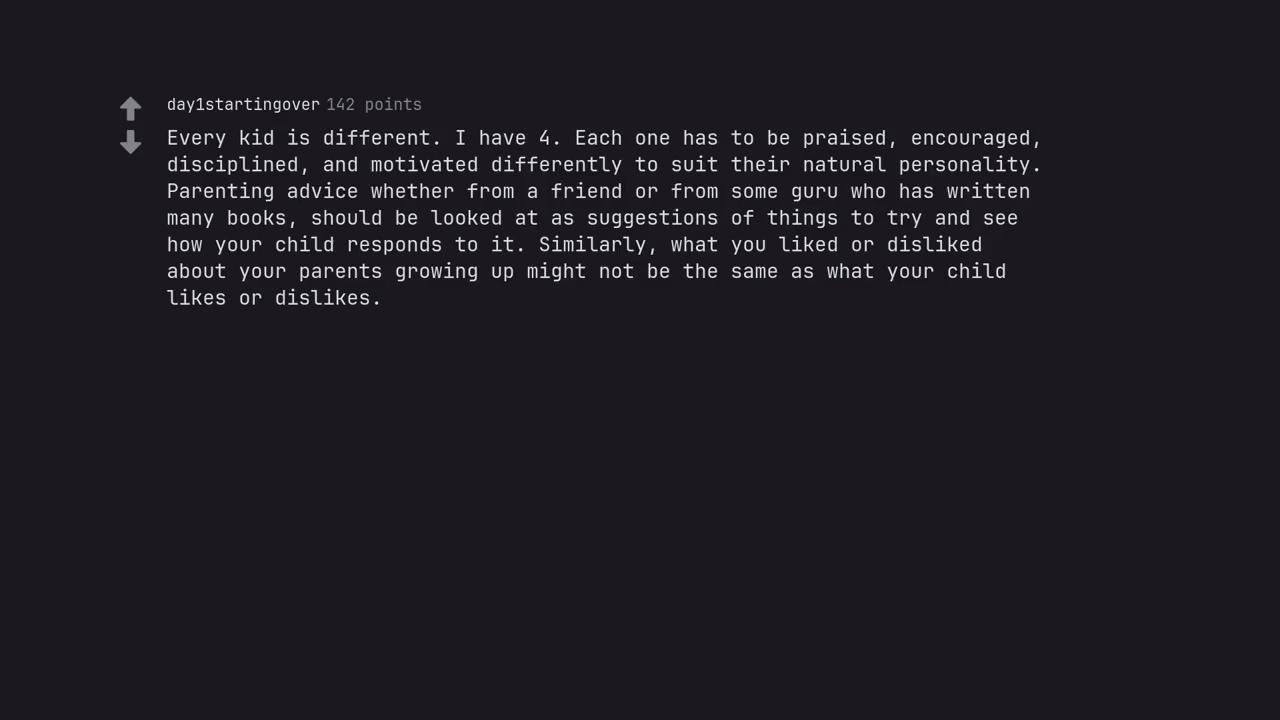 day1startingover 142 points
Every kid is different. I have 4. Each one has to be praised, encouraged,
disciplined, and motivated differently to suit their natural personality.
Parenting advice whether from a friend or from some guru who has written
many books, should be looked at as suggestions of things to try and see
how your child responds to it. Similarly, what you liked or disliked
about your parents growing up might not be the same as what your child
likes or dislikes.